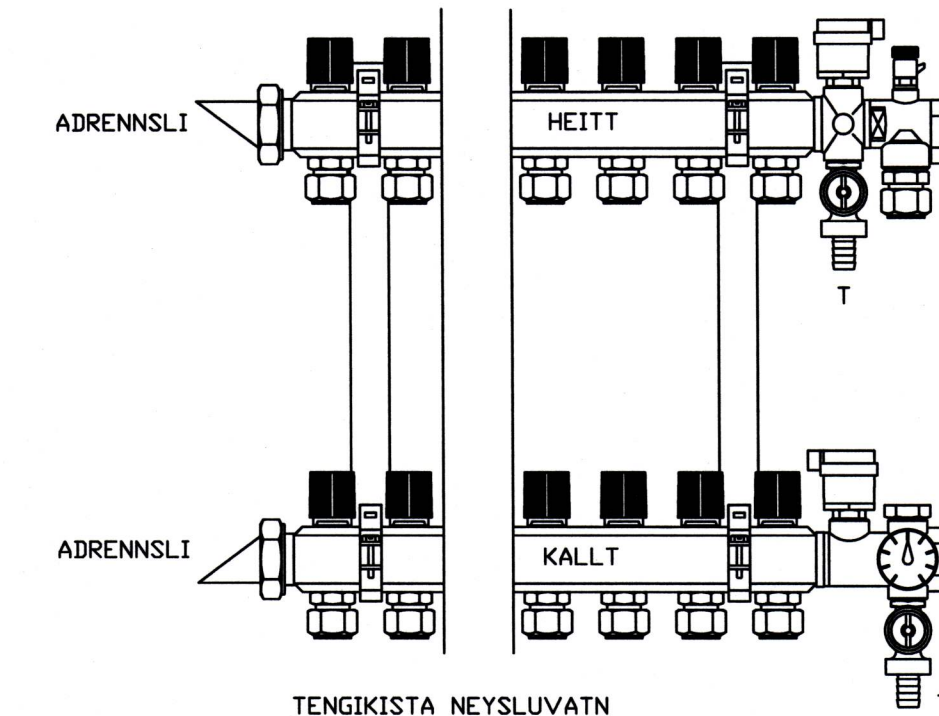 ADRENNSLI
HEITT
T
ADRENNSLI
KALLT
TENGIKISTA NEYSLUVATN